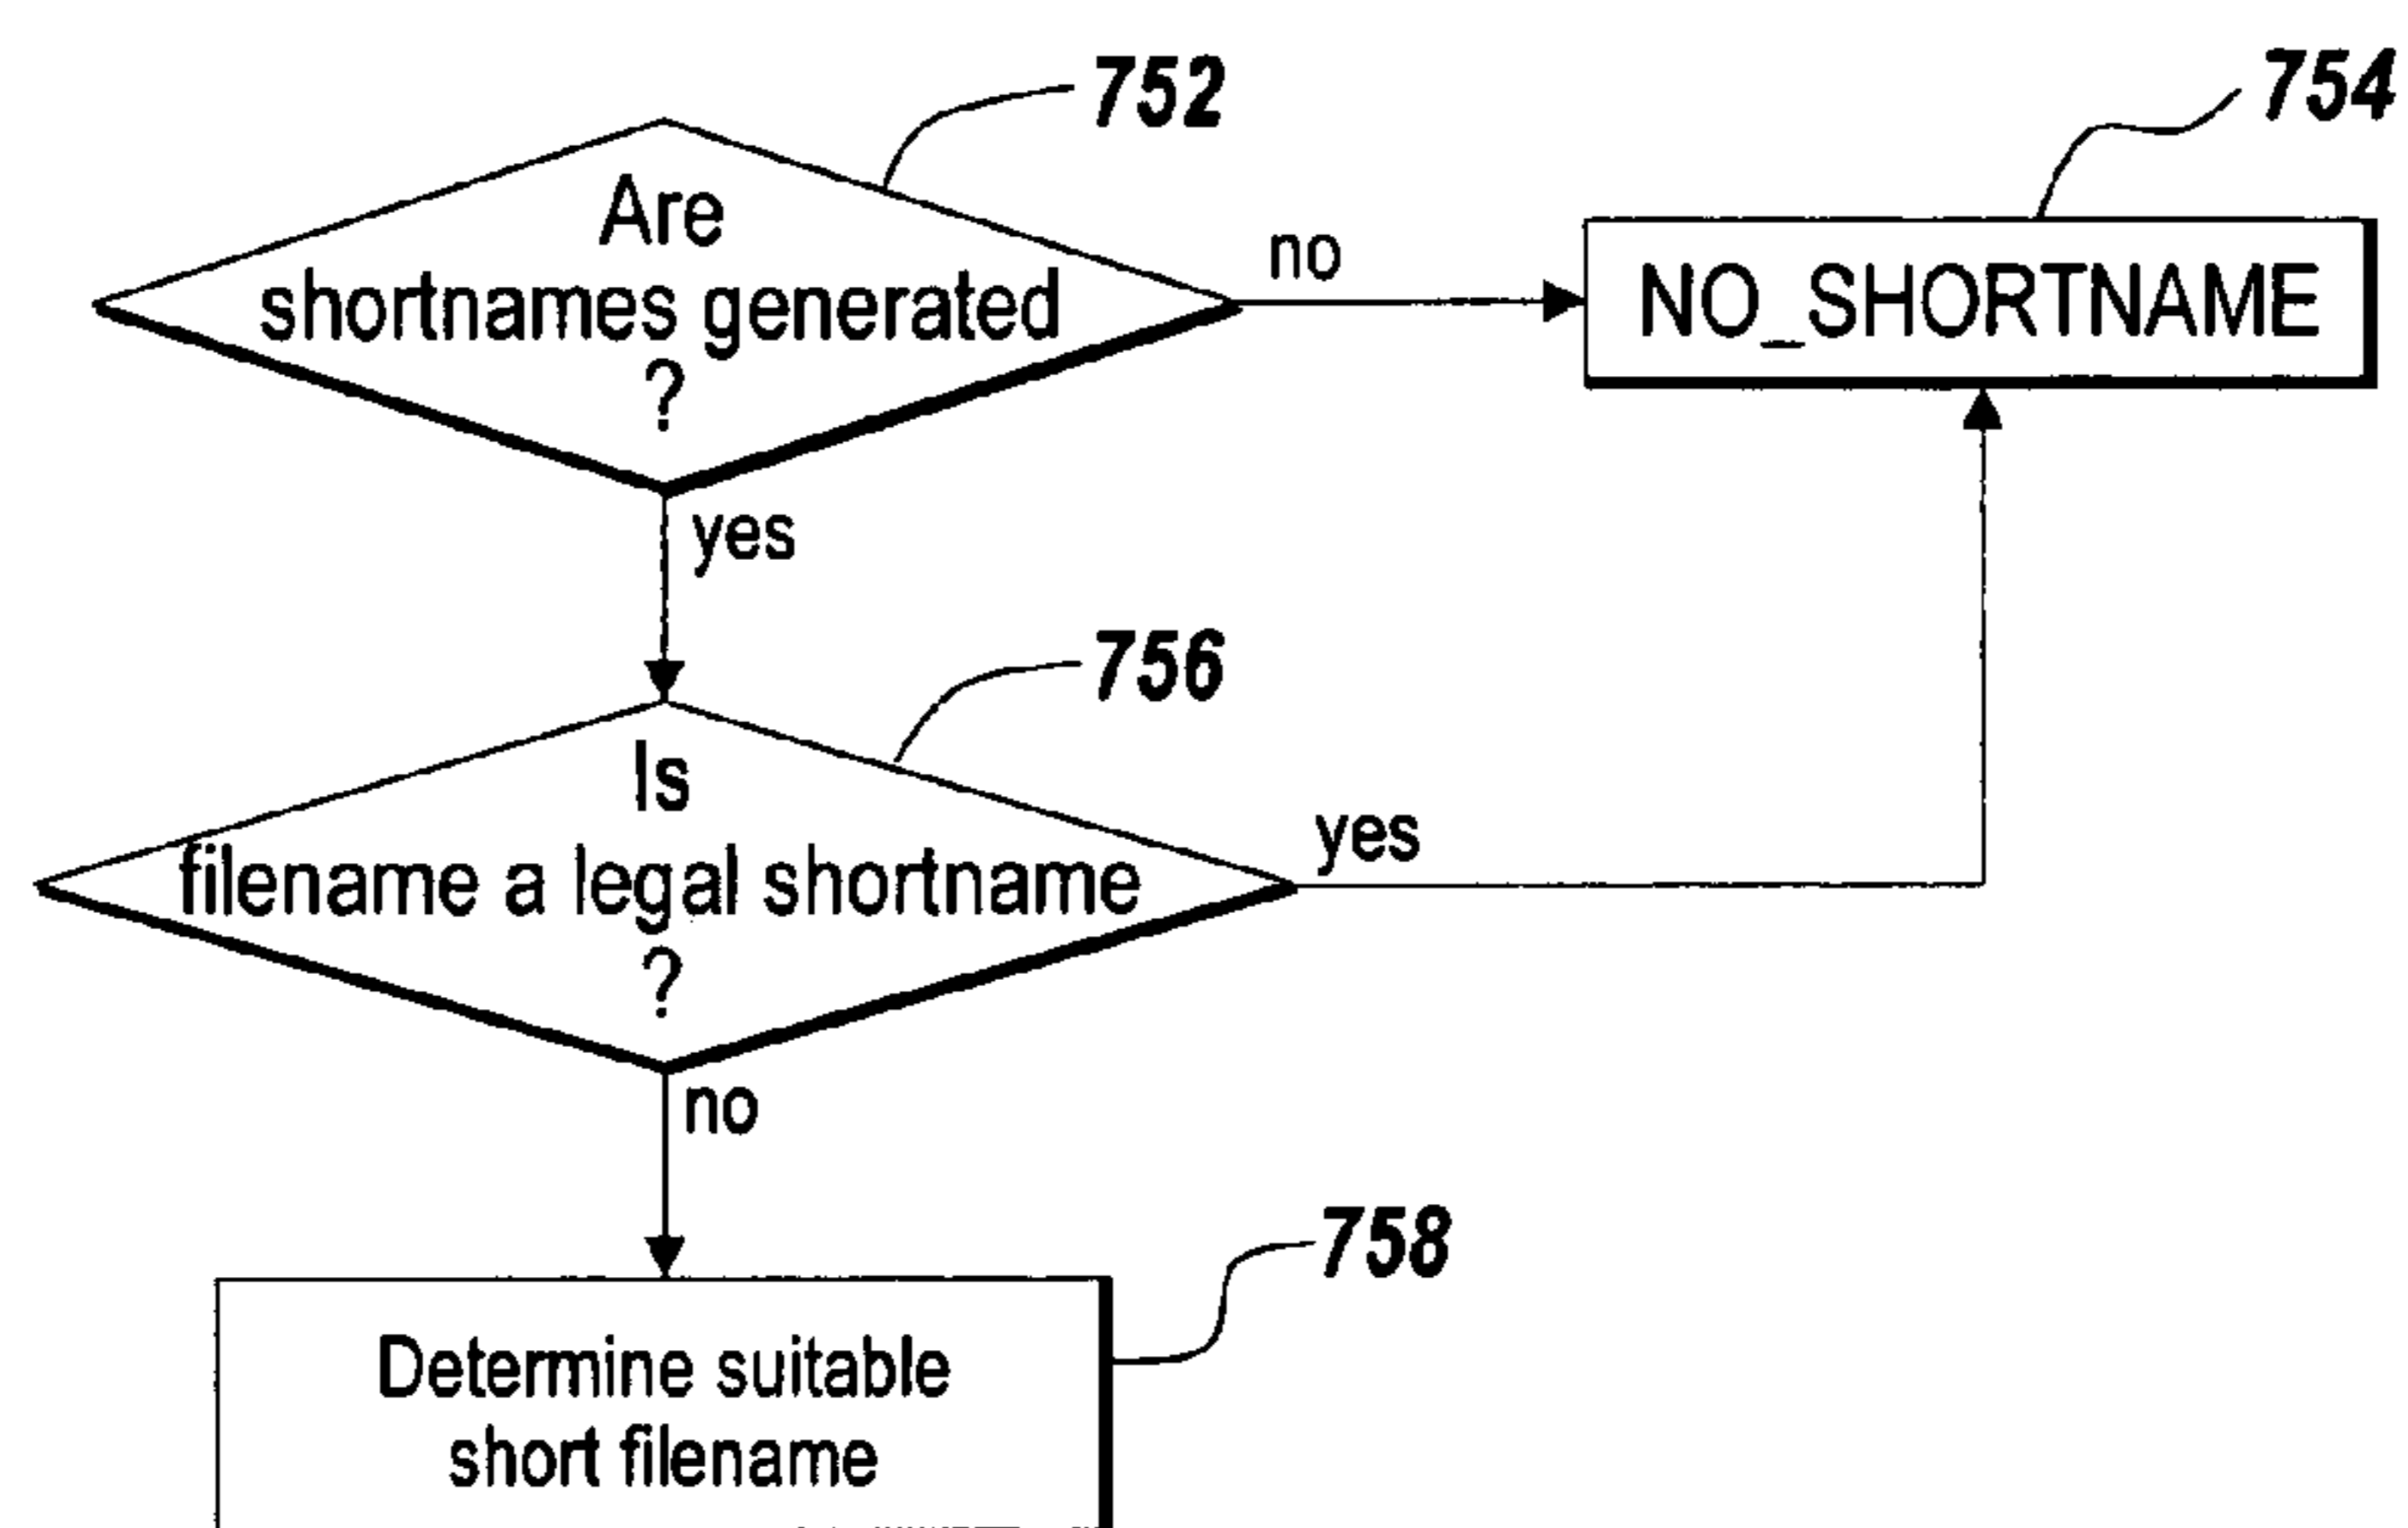 752
754
Are
shortnames generated
?
no
NO_SHORTNAME
yes
756
Is
filename a legal shortname
?
yes
no
758
Determine suitable
short filename